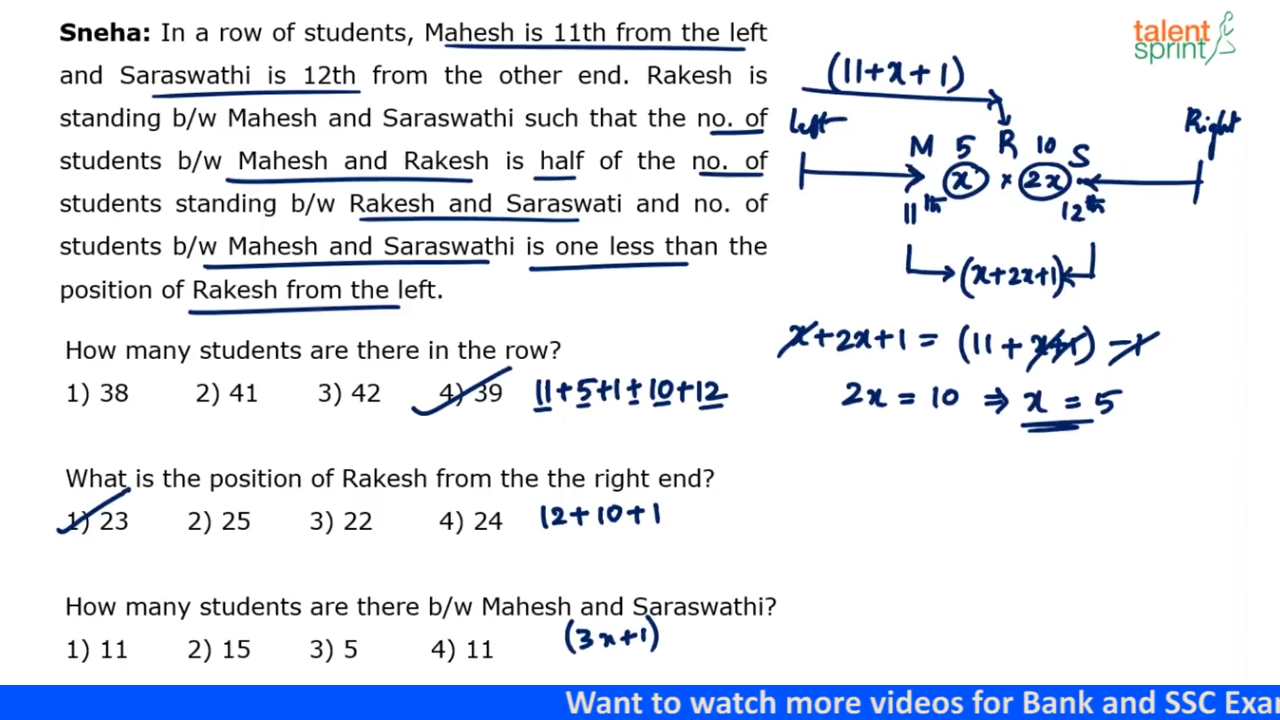 Sneha: In a row of students, Mahesh is 11th from the left
and Saraswathi is 12th from the other end. Rakesh is
standing b/w Mahesh and Saraswathi such that the no. of
students b/w Mahesh and Rakesh is half of the no. of
students standing b/w Rakesh and Saraswati and no. of
students b/w Mahesh and Saraswathi is one less than the
position of Rakesh from the left.
talent
sprint
(11+x+1)
Left
Right
M 5 R 10 S
x × 2x
11th 12th
(x+2x+1)
How many students are there in the row?
1) 38 2) 41 3) 42 4) 39 11+5+1+10+12
x+2x+1 = (11+x+1) -1
2x = 10 ⇒ x = 5
What is the position of Rakesh from the the right end?
1) 23 2) 25 3) 22 4) 24 12+10+1
How many students are there b/w Mahesh and Saraswathi?
1) 11 2) 15 3) 5 4) 11 (3x+1)
Want to watch more videos for Bank and SSC Exa